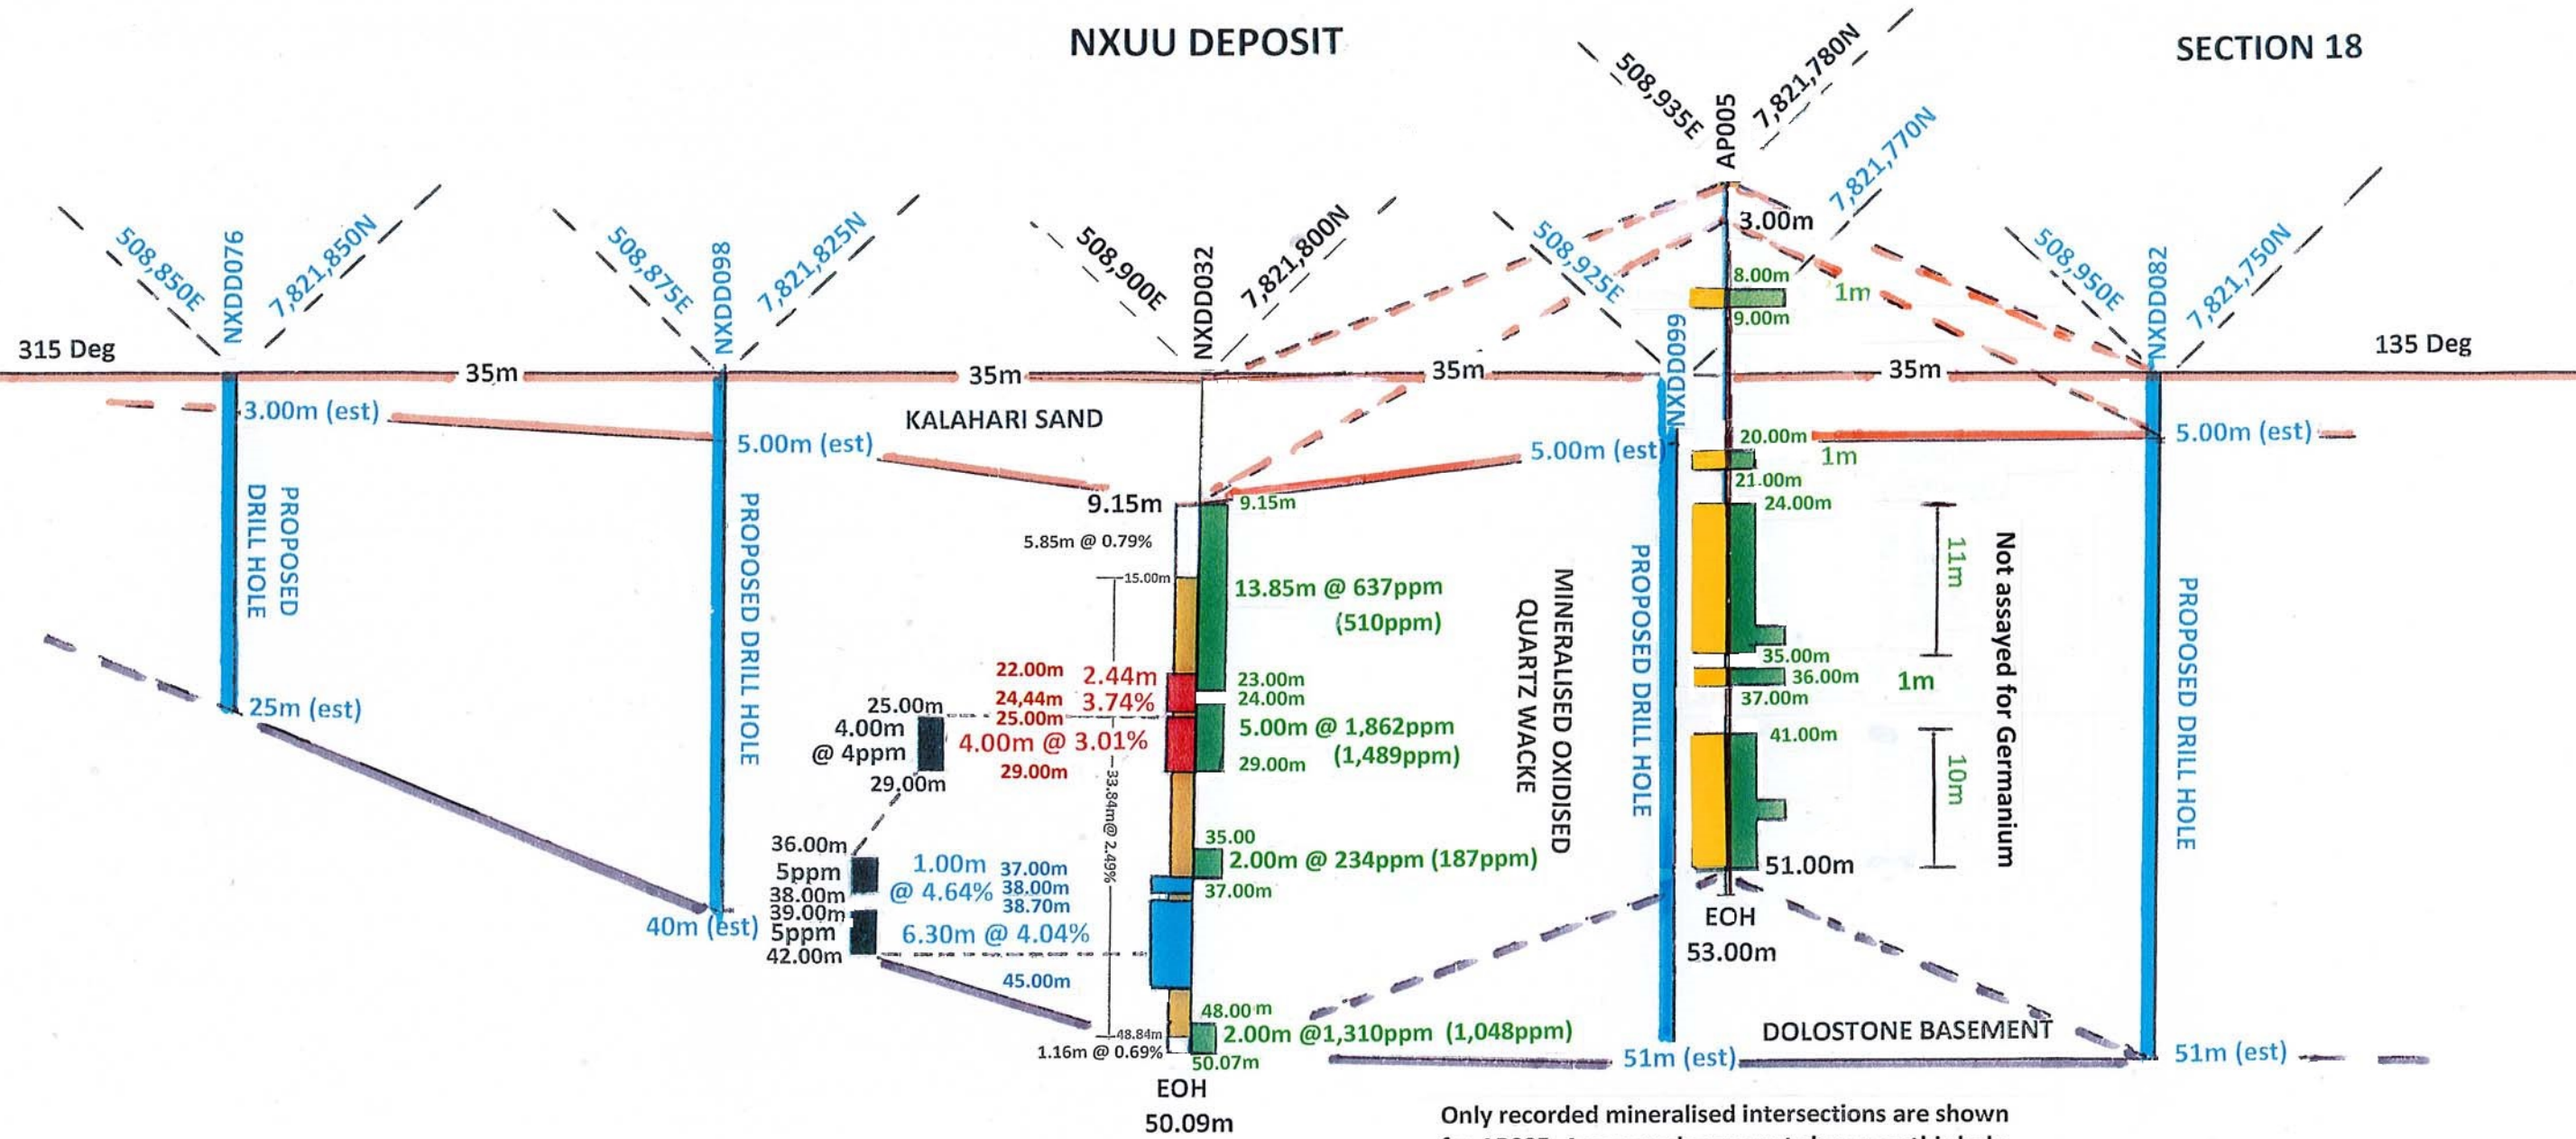 NXUU DEPOSIT
SECTION 18
508,850E
NXDD076
7,821,850N
508,875E
NXDD098
7,821,825N
508,900E
NXDD032
7,821,800N
508,925E
NXDD099
7,821,770N
508,935E
AP005
7,821,780N
508,950E
NXDD082
7,821,750N
315 Deg
35m
35m
35m
35m
135 Deg
3.00m (est)
PROPOSED
DRILL HOLE
25m (est)
5.00m (est)
PROPOSED DRILL HOLE
40m (est)
KALAHARI SAND
9.15m
5.85m @ 0.79%
15.00m
33.84m@ 2.49%
48.84m
1.16m @ 0.69%
22.00m
2.44m
24,44m
3.74%
25.00m
4.00m @ 3.01%
29.00m
25.00m
4.00m
@ 4ppm
29.00m
36.00m
5ppm
38.00m
39.00m
5ppm
42.00m
1.00m
@ 4.64%
37.00m
38.00m
38.70m
6.30m @ 4.04%
45.00m
9.15m
13.85m @ 637ppm
(510ppm)
23.00m
24.00m
5.00m @ 1,862ppm
(1,489ppm)
29.00m
35.00
2.00m @ 234ppm (187ppm)
37.00m
48.00 m
2.00m @1,310ppm (1,048ppm)
50.07m
EOH
50.09m
MINERALISED OXIDISED
QUARTZ WACKE
5.00m (est)
PROPOSED DRILL HOLE
51m (est)
3.00m
8.00m
1m
9.00m
20.00m
1m
21.00m
24.00m
11m
35.00m
36.00m
1m
37.00m
41.00m
10m
51.00m
EOH
53.00m
Not assayed for Germanium
5.00m (est)
PROPOSED DRILL HOLE
51m (est)
DOLOSTONE BASEMENT
Only recorded mineralised intersections are shown